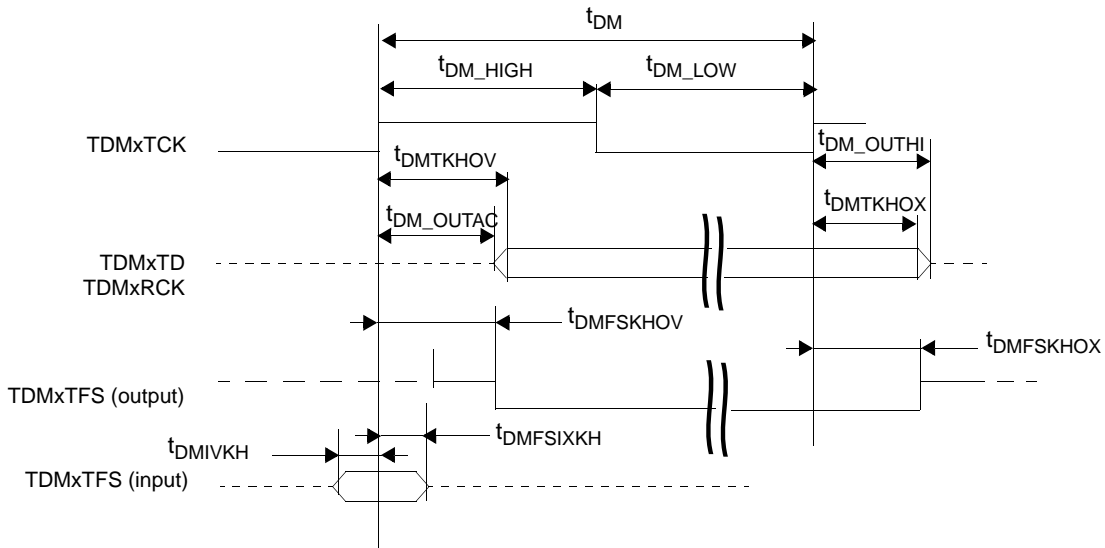 tDM
tDM_HIGH
tDM_LOW
TDMxTCK
tDM_OUTHI
tDMTKHOV
tDMTKHOX
tDM_OUTAC
TDMxTD
TDMxRCK
tDMFSKHOV
tDMFSKHOX
TDMxTFS (output)
tDMIVKH
tDMFSIXKH
TDMxTFS (input)